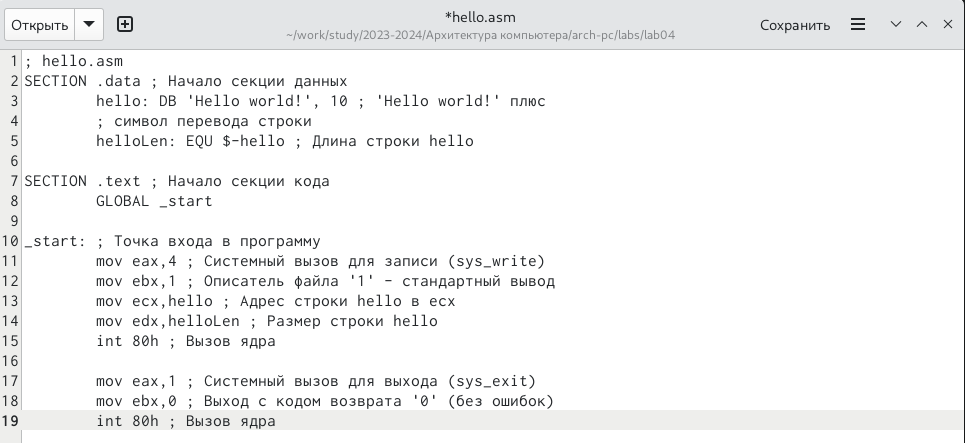 Открыть
*hello.asm
~/work/study/2023-2024/Архитектура компьютера/arch-pc/labs/lab04
Сохранить
1 ; hello.asm
2 SECTION .data ; Начало секции данных
3         hello: DB 'Hello world!', 10 ; 'Hello world!' плюс
4         ; символ перевода строки
5         helloLen: EQU $-hello ; Длина строки hello
6
7 SECTION .text ; Начало секции кода
8         GLOBAL _start
9
10 _start: ; Точка входа в программу
11         mov eax,4 ; Системный вызов для записи (sys_write)
12         mov ebx,1 ; Описатель файла '1' - стандартный вывод
13         mov ecx,hello ; Адрес строки hello в ecx
14         mov edx,helloLen ; Размер строки hello
15         int 80h ; Вызов ядра
16
17         mov eax,1 ; Системный вызов для выхода (sys_exit)
18         mov ebx,0 ; Выход с кодом возврата '0' (без ошибок)
19         int 80h ; Вызов ядра